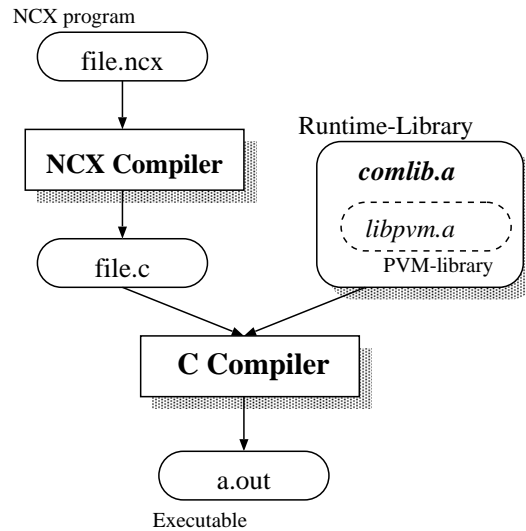 NCX program
file.ncx
NCX Compiler
file.c
Runtime-Library
comlib.a
libpvm.a
PVM-library
C Compiler
a.out
Executable